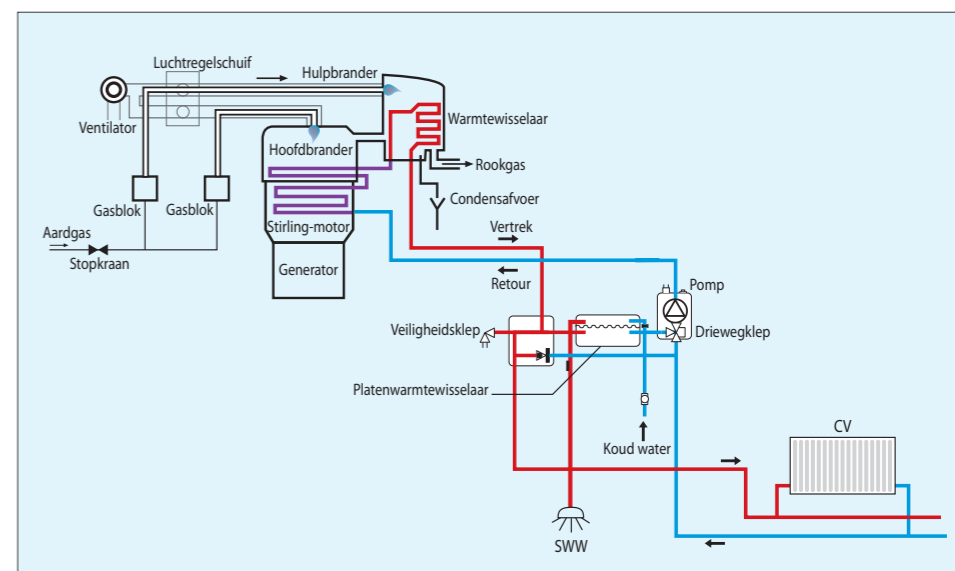 Luchtregelschuif
Hulpbrander
Ventilator
Hoofdbrander
Warmtewisselaar
Rookgas
Gasblok
Gasblok
Condensafvoer
Stirling-motor
Vertrek
Aardgas
Stopkraan
Generator
Retour
Pomp
Veiligheidsklep
Driewegklep
Platenwarmtewisselaar
Koud water
CV
SWW